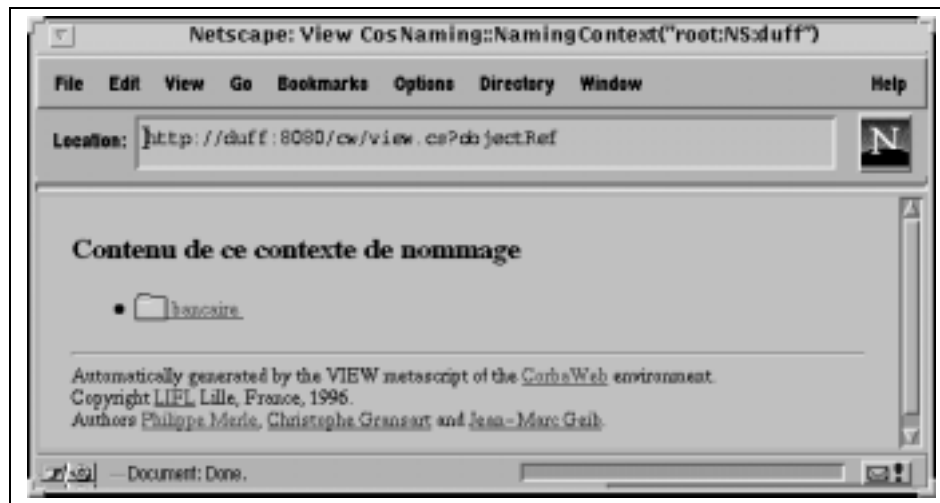 Netscape: View CosNaming::NamingContext("root:NS:duff")
File Edit View Go Bookmarks Options Directory Window Help
Location: http://duff:8080/cw/view.cs?objectRef
N
Contenu de ce contexte de nommage
bancaire
Automatically generated by the VIEW metascript of the CorbaWeb environment.
Copyright LIFL Lille, France, 1996.
Authors Philippe Merle, Christophe Gransart and Jean-Marc Geib.
Document: Done.